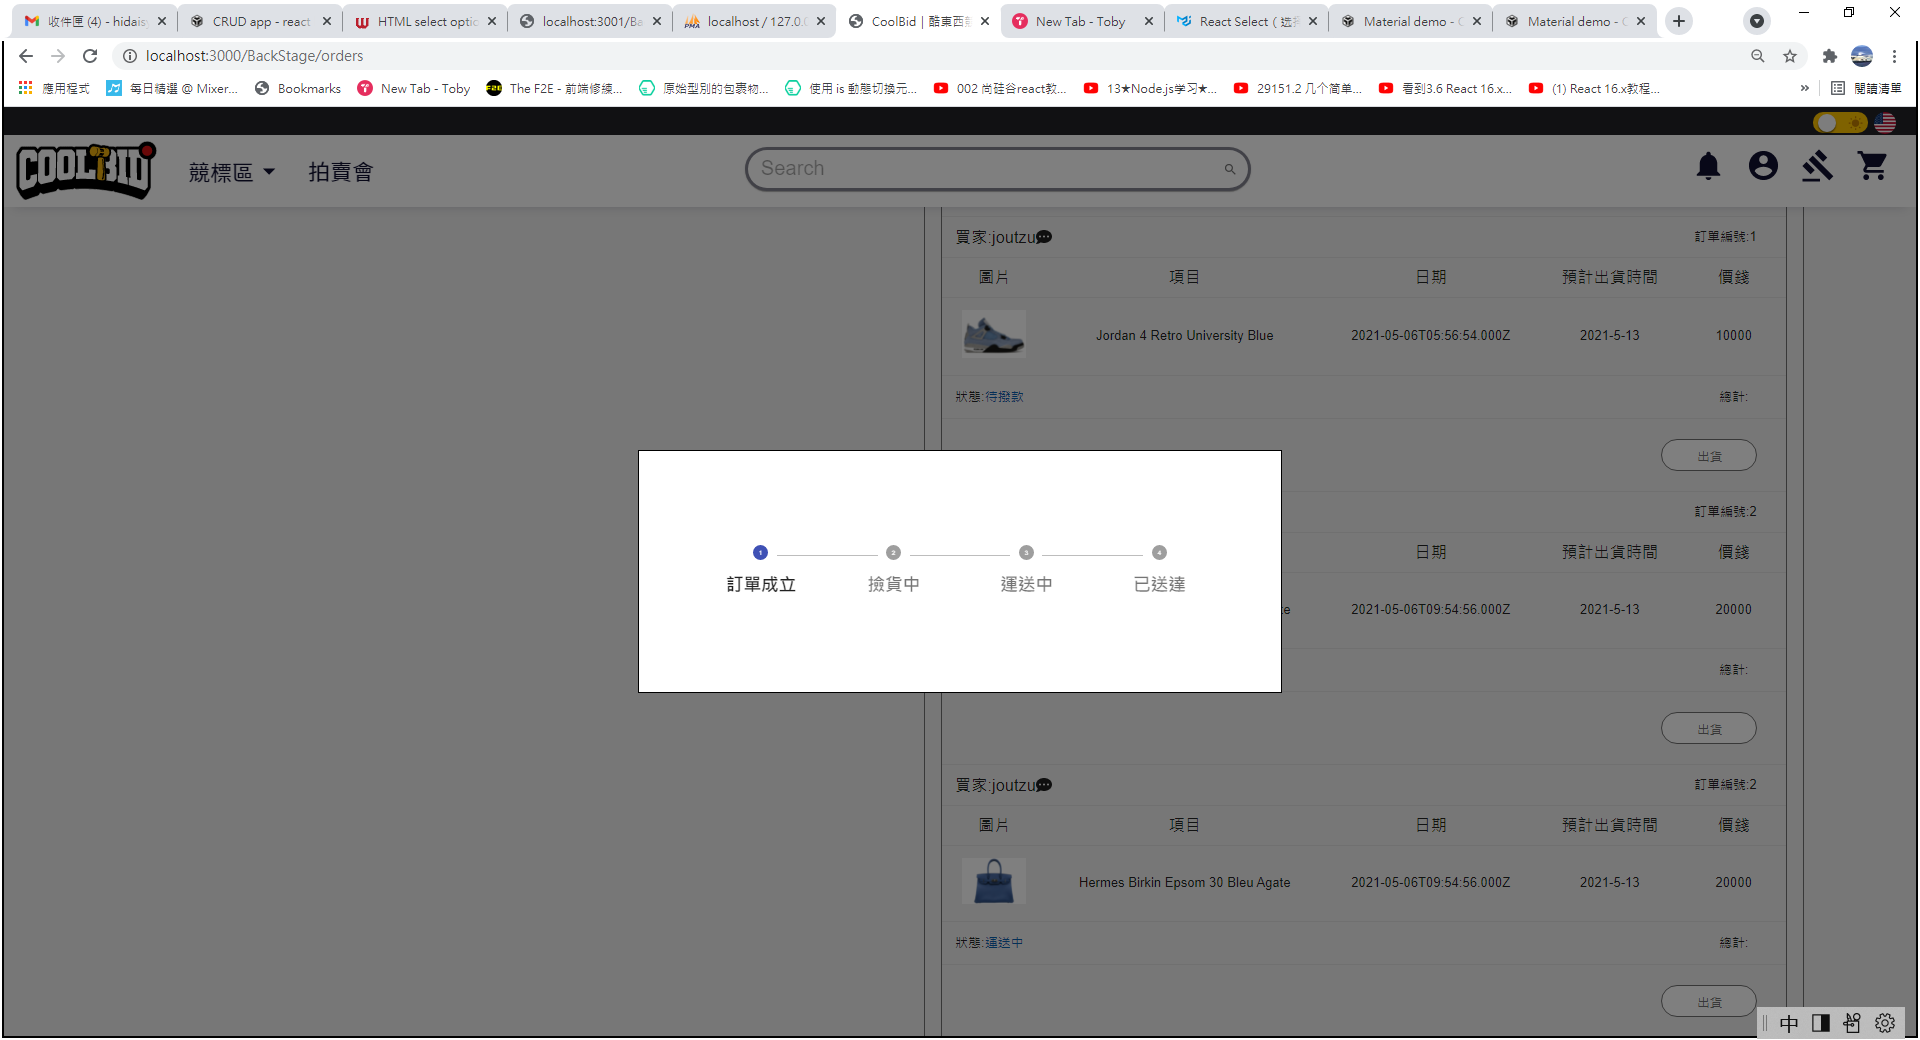 收件匣 (4) - hidais
CRUD app - react
HTML select optio
localhost:3001/Ba
localhost / 127.0.0
CoolBid | 酷東西
New Tab - Toby
React Select（选
Material demo - C
Material demo - C
localhost:3000/BackStage/orders
應用程式
每日精選 @ Mixer...
Bookmarks
New Tab - Toby
The F2E - 前端修練...
原始型別的包裹物...
使用 is 動態切換元...
002 尚硅谷react教...
13★Node.js学习★...
29151.2 几个简单...
看到3.6 React 16.x...
(1) React 16.x教程...
»
閱讀清單
COOLBID
競標區
拍賣會
Search
買家:joutzu
訂單編號:1
圖片 項目 日期 預計出貨時間 價錢
Jordan 4 Retro University Blue 2021-05-06T05:56:54.000Z 2021-5-13 10000
狀態:待撥款 總計:
出貨
訂單編號:2
日期 預計出貨時間 價錢
te 2021-05-06T09:54:56.000Z 2021-5-13 20000
總計:
出貨
1 2 3 4
訂單成立 撿貨中 運送中 已送達
買家:joutzu
訂單編號:2
圖片 項目 日期 預計出貨時間 價錢
Hermes Birkin Epsom 30 Bleu Agate 2021-05-06T09:54:56.000Z 2021-5-13 20000
狀態:運送中 總計:
出貨
中